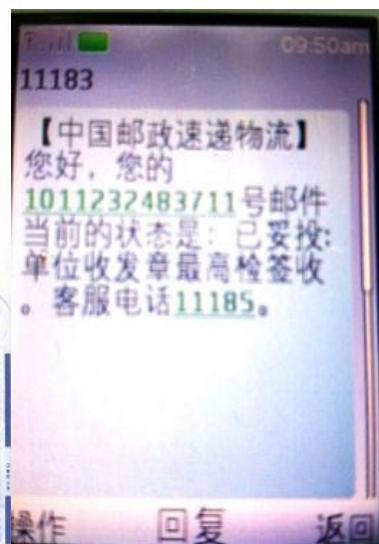 09:50am
11183
【中国邮政速递物流】
您好，您的
1011232483711号邮件
当前的状态是：已妥投:
单位收发章最高检签收
。客服电话11185。
操作 回复 返回